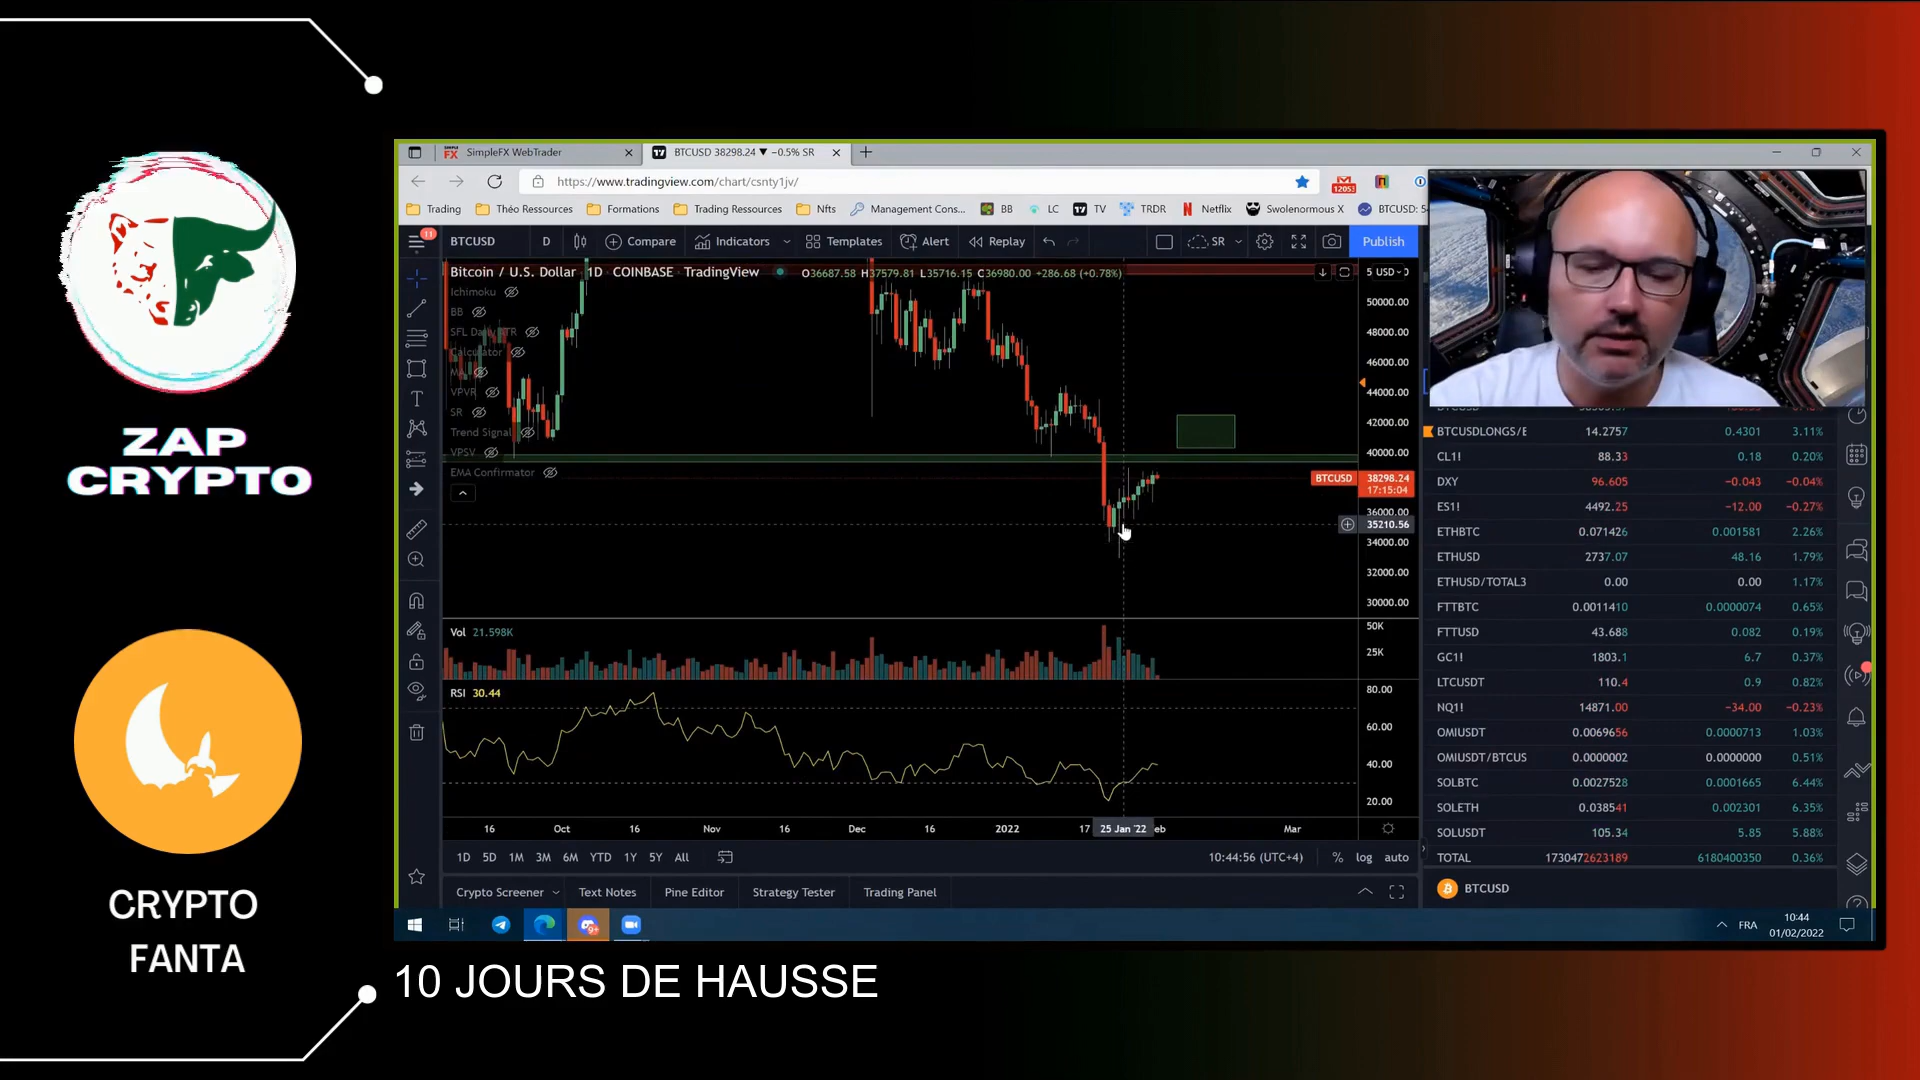 ZAP
CRYPTO
CRYPTO
FANTA
SimpleFX WebTrader
BTCUSD 38298.24 ▼ −0.5% SR
https://www.tradingview.com/chart/csnty1jv/
12053
Trading
Théo Ressources
Formations
Trading Ressources
Nfts
Management Cons...
BB
LC
TV
TRDR
Netflix
Swolenormous X
BTCUSD: 54
11
BTCUSD
D
Compare
Indicators
Templates
Alert
Replay
SR
Publish
Bitcoin / U.S. Dollar · 1D · COINBASE · TradingView
O36687.58 H37579.81 L35716.15 C36980.00 +286.68 (+0.78%)
Ichimoku
BB
SFL Daily ATR
Calculator
MA
VPVR
SR
Trend Signal
VPSV
EMA Confirmator
USD
50000.00
48000.00
46000.00
44000.00
42000.00
40000.00
BTCUSD 38298.24
17:15:04
36000.00
35210.56
34000.00
32000.00
30000.00
Vol 21.598K
50K
25K
RSI 30.44
80.00
60.00
40.00
20.00
16 Oct 16 Nov 16 Dec 16 2022 17 25 Jan '22 eb Mar
1D 5D 1M 3M 6M YTD 1Y 5Y All
10:44:56 (UTC+4)
% log auto
Crypto Screener
Text Notes
Pine Editor
Strategy Tester
Trading Panel
BTCUSDLONGS/E 14.2757 0.4301 3.11%
CL1! 88.33 0.18 0.20%
DXY 96.605 −0.043 −0.04%
ES1! 4492.25 −12.00 −0.27%
ETHBTC 0.071426 0.001581 2.26%
ETHUSD 2737.07 48.16 1.79%
ETHUSD/TOTAL3 0.00 0.00 1.17%
FTTBTC 0.0011410 0.0000074 0.65%
FTTUSD 43.688 0.082 0.19%
GC1! 1803.1 6.7 0.37%
LTCUSDT 110.4 0.9 0.82%
NQ1! 14871.00 −34.00 −0.23%
OMIUSDT 0.0069656 0.0000713 1.03%
OMIUSDT/BTCUS 0.0000002 0.0000000 0.51%
SOLBTC 0.0027528 0.0001665 6.44%
SOLETH 0.038541 0.002301 6.35%
SOLUSDT 105.34 5.85 5.88%
TOTAL 1730472623189 6180400350 0.36%
BTCUSD
9+
FRA
10:44
01/02/2022
10 JOURS DE HAUSSE